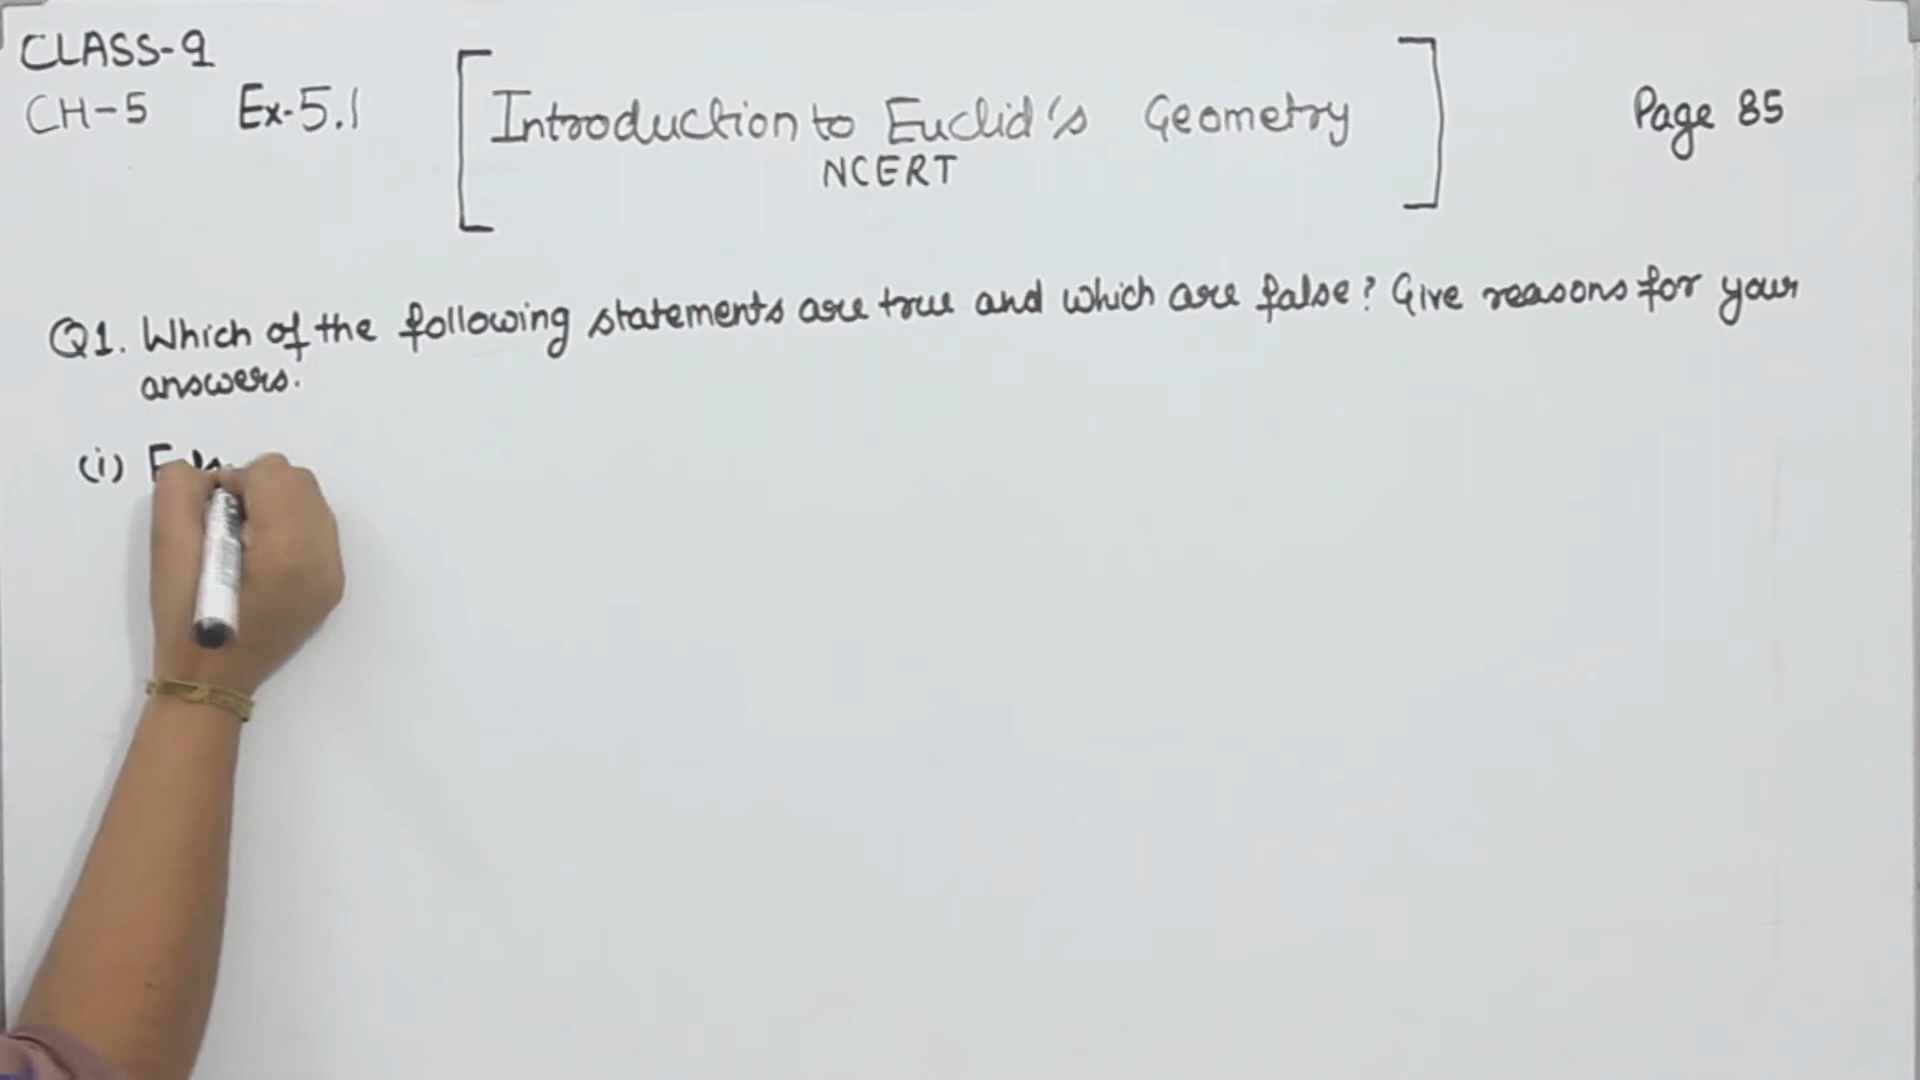 CLASS-9
CH-5 Ex-5.1
Introduction to Euclid's Geometry
NCERT
Page 85
Q1. Which of the following statements are true and which are false? Give reasons for your
answers.
(i)